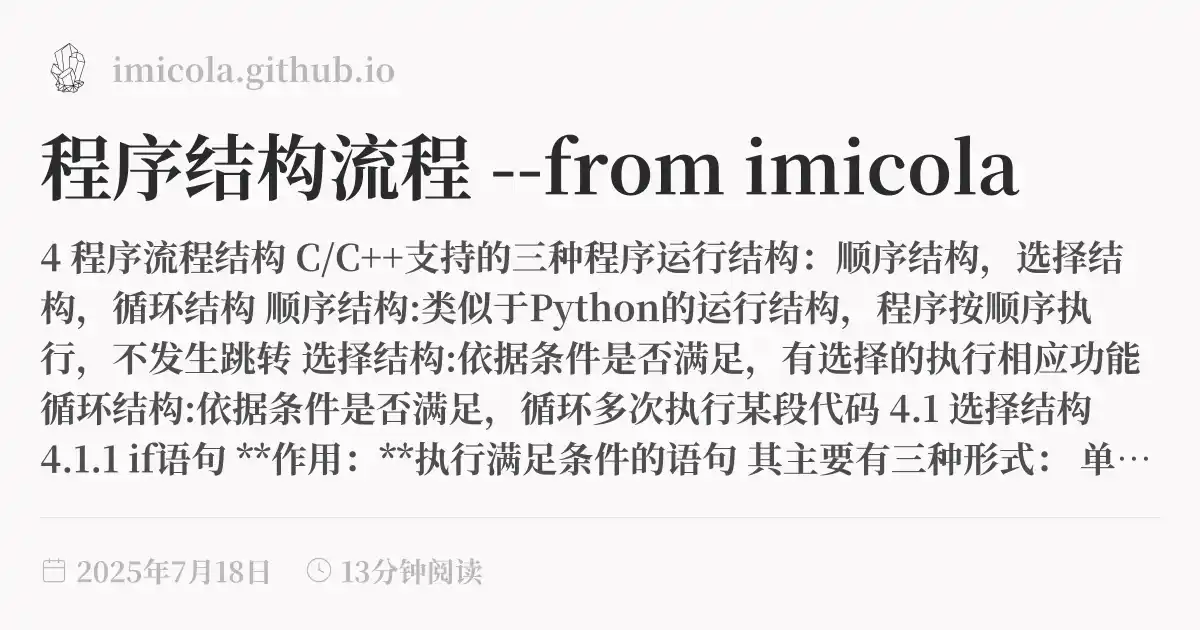 imicola.github.io
程序结构流程 --from imicola
4 程序流程结构 C/C++支持的三种程序运行结构：顺序结构，选择结
构，循环结构 顺序结构:类似于Python的运行结构，程序按顺序执
行，不发生跳转 选择结构:依据条件是否满足，有选择的执行相应功能
循环结构:依据条件是否满足，循环多次执行某段代码 4.1 选择结构
4.1.1 if语句 **作用：**执行满足条件的语句 其主要有三种形式： 单…
2025年7月18日 13分钟阅读